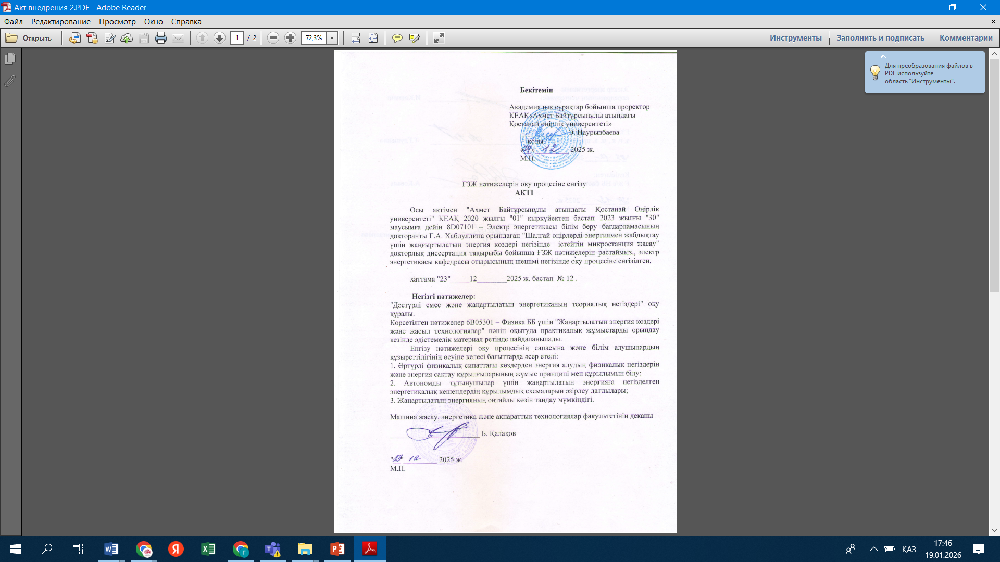 Акт внедрения 2.PDF - Adobe Reader
Файл Редактирование Просмотр Окно Справка
Открыть 1 / 2 72,3% Инструменты Заполнить и подписать Комментарии
Для преобразования файлов в
PDF используйте
область "Инструменты".
Бекітемін
Академиялық сұрақтар бойынша проректор
КЕАҚ«Ахмет Байтұрсынұлы атындағы
Қостанай өңірлік университеті»
Э. Наурызбаева
қолы
«24» 12 2025 ж.
М.П.
ҒЗЖ нәтижелерін оқу процесіне енгізу
АКТІ
Осы актімен "Ахмет Байтұрсынұлы атындағы Қостанай Өңірлік
университеті" КЕАҚ 2020 жылғы "01" қыркүйектен бастап 2023 жылғы "30"
маусымға дейін 8D07101 – Электр энергетикасы білім беру бағдарламасының
докторанты Г.А. Хабдуллина орындаған "Шалғай өңірлерді энергиямен жабдықтау
үшін жаңғыртылатын энергия көздері негізінде істейтін микростанция жасау"
докторлық диссертация тақырыбы бойынша ҒЗЖ нәтижелерін растаймыз., электр
энергетикасы кафедрасы отырысының шешімі негізінде оқу процесіне енгізілген,
хаттама "23"_____12________2025 ж. бастап № 12 .
Негізгі нәтижелер:
"Дәстүрлі емес және жаңартылатын энергетиканың теориялық негіздері" оқу
құралы.
Көрсетілген нәтижелер 6В05301 – Физика ББ үшін "Жаңартылатын энергия көздері
және жасыл технологиялар" пәнін оқытуда практикалық жұмыстарды орындау
кезінде әдістемелік материал ретінде пайдаланылады.
Енгізу нәтижелері оқу процесінің сапасына және білім алушылардың
құзыреттілігінің өсуіне келесі бағыттарда әсер етеді:
1. Әртүрлі физикалық сипаттағы көздерден энергия алудың физикалық негіздерін
және энергия сақтау құрылғыларының жұмыс принципі мен құрылымын білу;
2. Автономды тұтынушылар үшін жаңартылатын энергияға негізделген
энергетикалық кешендердің құрылымдық схемаларын әзірлеу дағдылары;
3. Жаңартылатын энергияның оңтайлы көзін таңдау мүмкіндігі.
Машина жасау, энергетика және ақпараттық технологиялар факультетінің деканы
Б. Қалақов
"23" 12 2025 ж.
М.П.
ҚАЗ
17:46
19.01.2026